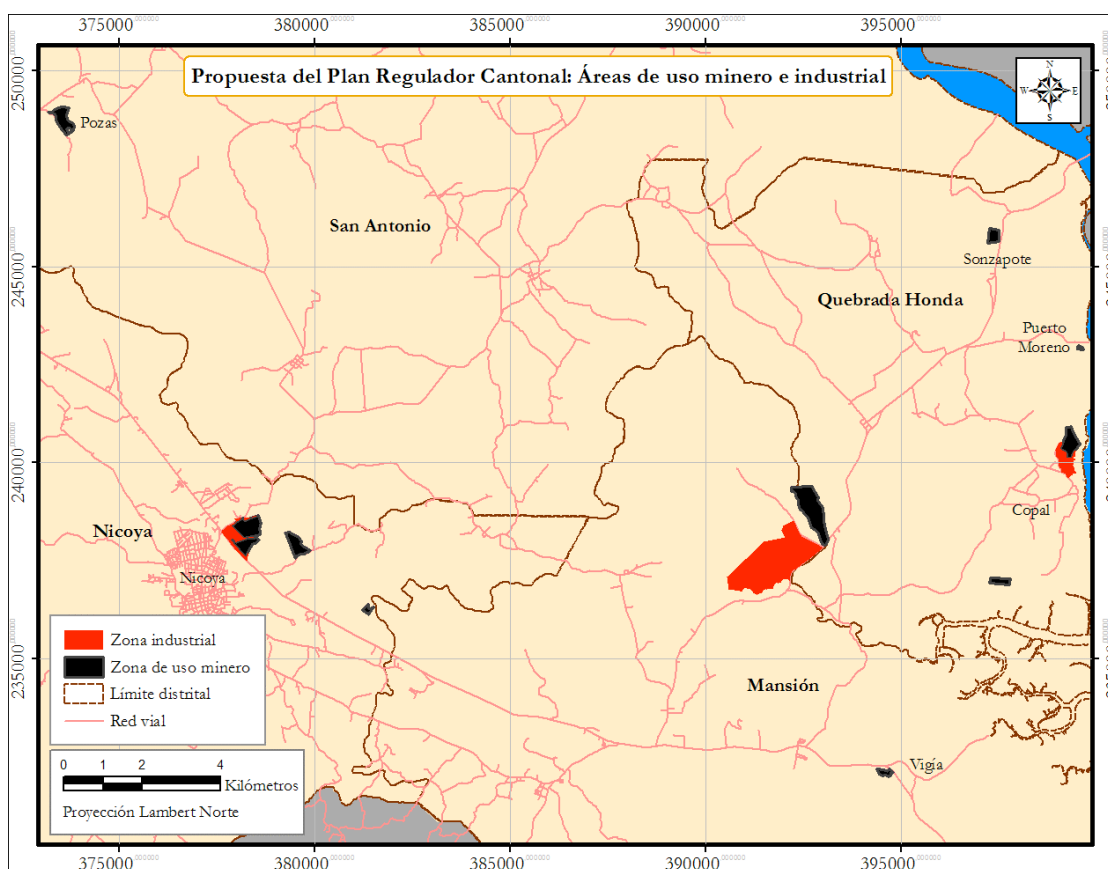 375000 380000 385000 390000 395000
Propuesta del Plan Regulador Cantonal: Áreas de uso minero e industrial
N
W E
S
250000
Pozas
San Antonio
Sonzapote
245000
Quebrada Honda
Puerto
Moreno
240000
Copal
Nicoya
Nicoya
Zona industrial
Zona de uso minero
Límite distrital
Red vial
235000
Mansión
Vigía
0 1 2 4
Kilómetros
Proyección Lambert Norte
375000 380000 385000 390000 395000